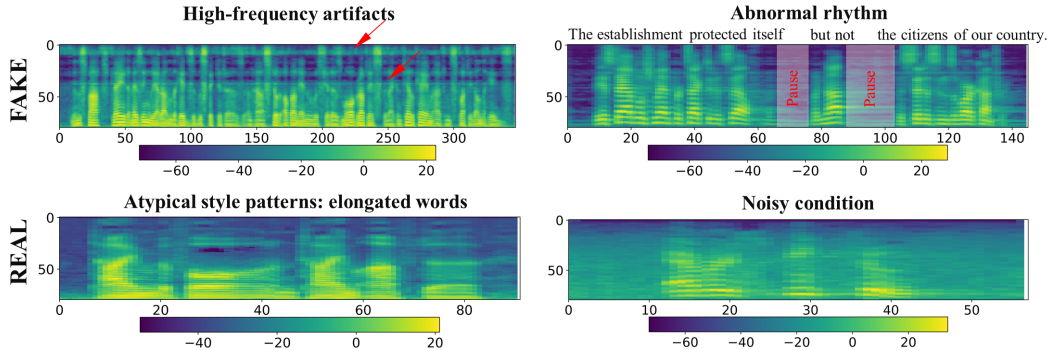 High-frequency artifacts
Abnormal rhythm
The establishment protected itself but not the citizens of our country.
FAKE
0
50
Pause
Pause
0 50 100 150 200 250 300
0 20 40 60 80 100 120 140
−60 −40 −20 0 20
−60 −40 −20 0 20
Atypical style patterns: elongated words
Noisy condition
REAL
0
50
0
50
0 20 40 60 80
10 20 30 40 50
−40 −20 0 20
−60 −40 −20 0 20